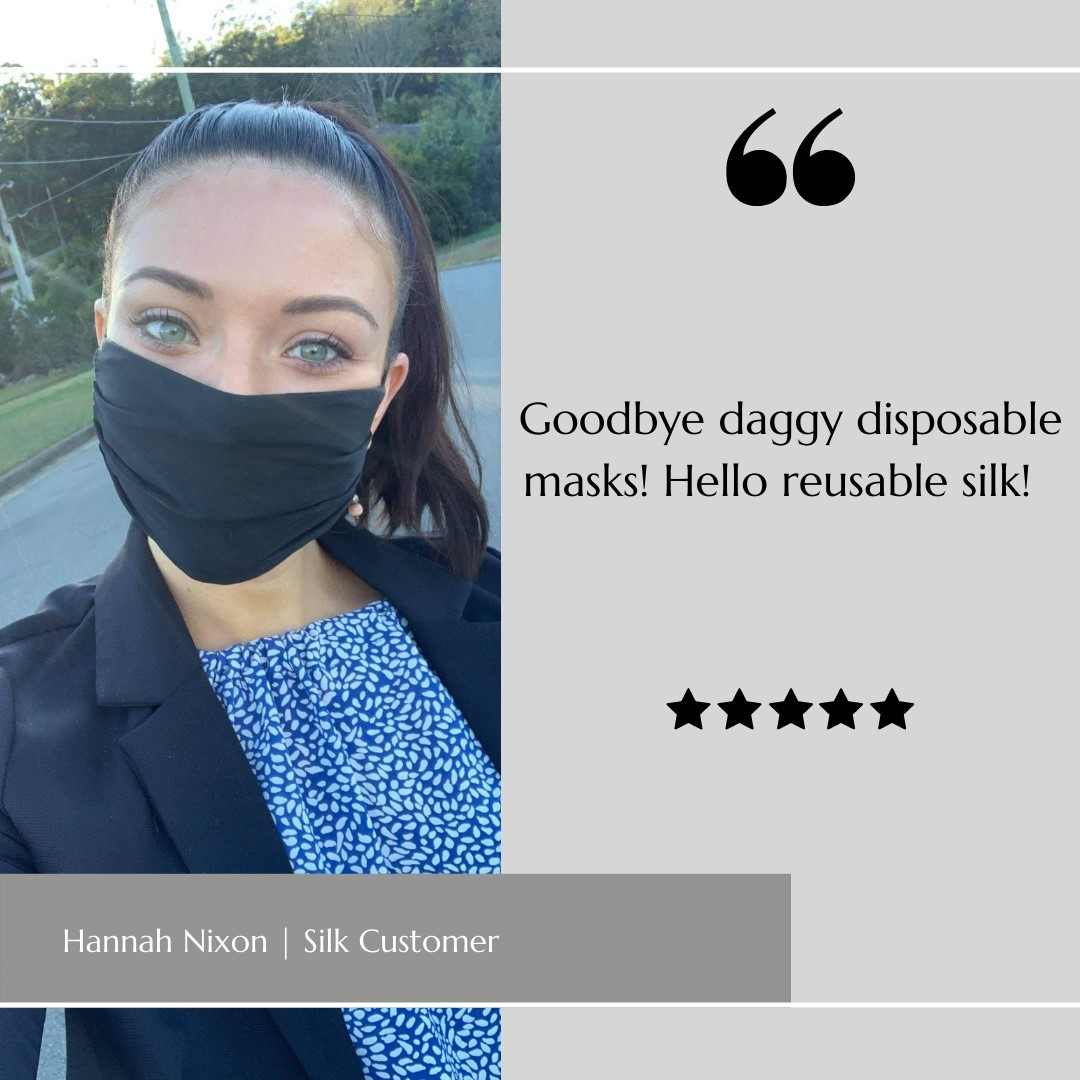 “
Goodbye daggy disposable
masks! Hello reusable silk!
Hannah Nixon | Silk Customer